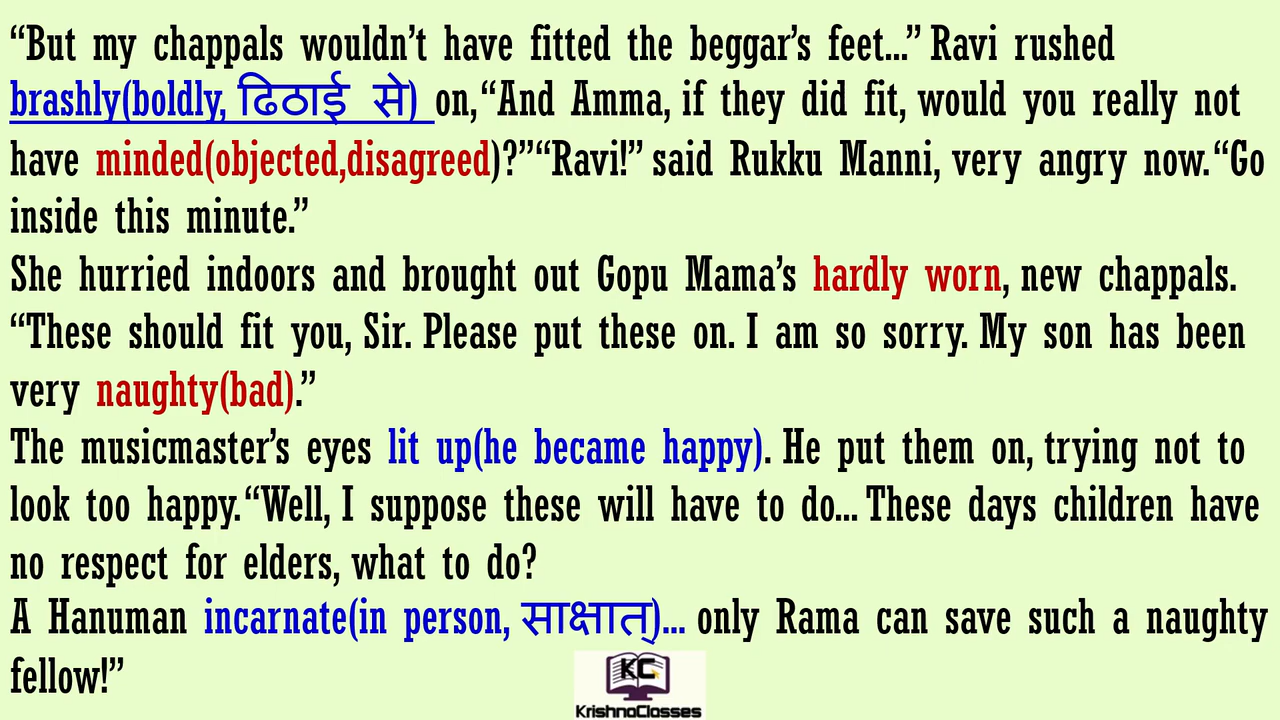 “But my chappals wouldn’t have fitted the beggar’s feet...” Ravi rushed
brashly(boldly, ढिठाई से) on,“And Amma, if they did fit, would you really not
have minded(objected,disagreed)?”“Ravi!” said Rukku Manni, very angry now.“Go
inside this minute.”
She hurried indoors and brought out Gopu Mama’s hardly worn, new chappals.
“These should fit you, Sir. Please put these on. I am so sorry. My son has been
very naughty(bad).”
The musicmaster’s eyes lit up(he became happy). He put them on, trying not to
look too happy.“Well, I suppose these will have to do... These days children have
no respect for elders, what to do?
A Hanuman incarnate(in person, साक्षात्)... only Rama can save such a naughty
fellow!”
KC
KrishnaClasses